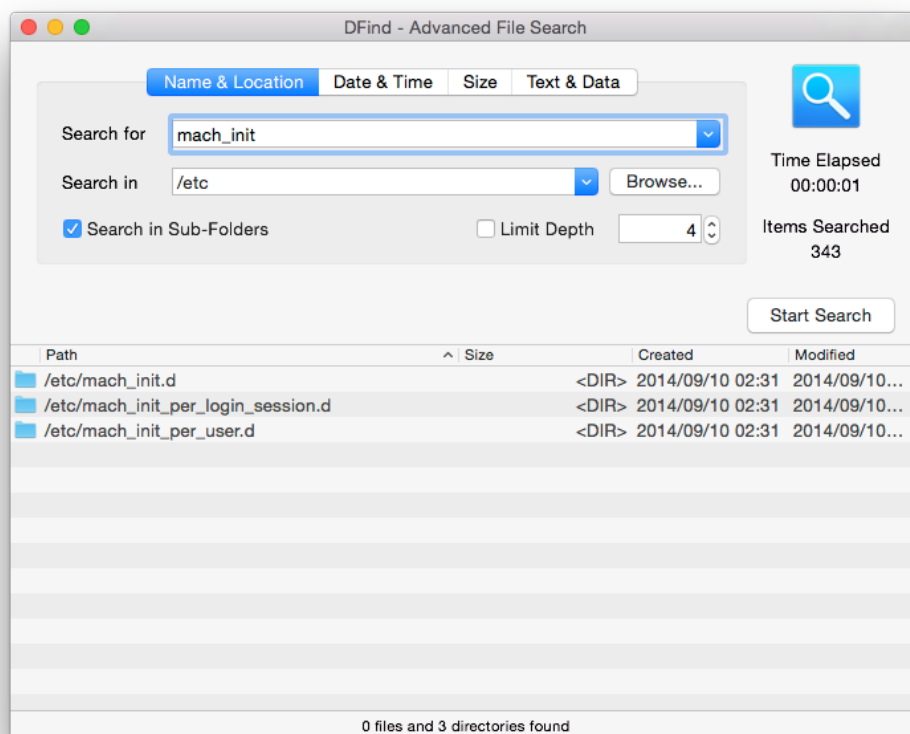 DFind - Advanced File Search
Name & Location Date & Time Size Text & Data
Search for mach_init
Search in /etc Browse...
Search in Sub-Folders Limit Depth 4
Time Elapsed
00:00:01
Items Searched
343
Start Search
Path Size Created Modified
/etc/mach_init.d <DIR> 2014/09/10 02:31 2014/09/10...
/etc/mach_init_per_login_session.d <DIR> 2014/09/10 02:31 2014/09/10...
/etc/mach_init_per_user.d <DIR> 2014/09/10 02:31 2014/09/10...
0 files and 3 directories found